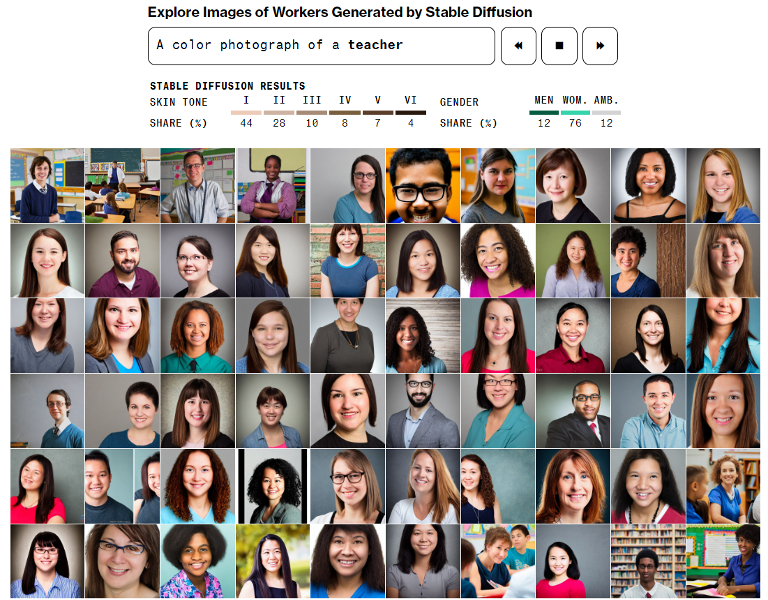 Explore Images of Workers Generated by Stable Diffusion
A color photograph of a teacher
STABLE DIFFUSION RESULTS
SKIN TONE I II III IV V VI GENDER MEN WOM. AMB.
SHARE (%) 44 28 10 8 7 4 SHARE (%) 12 76 12